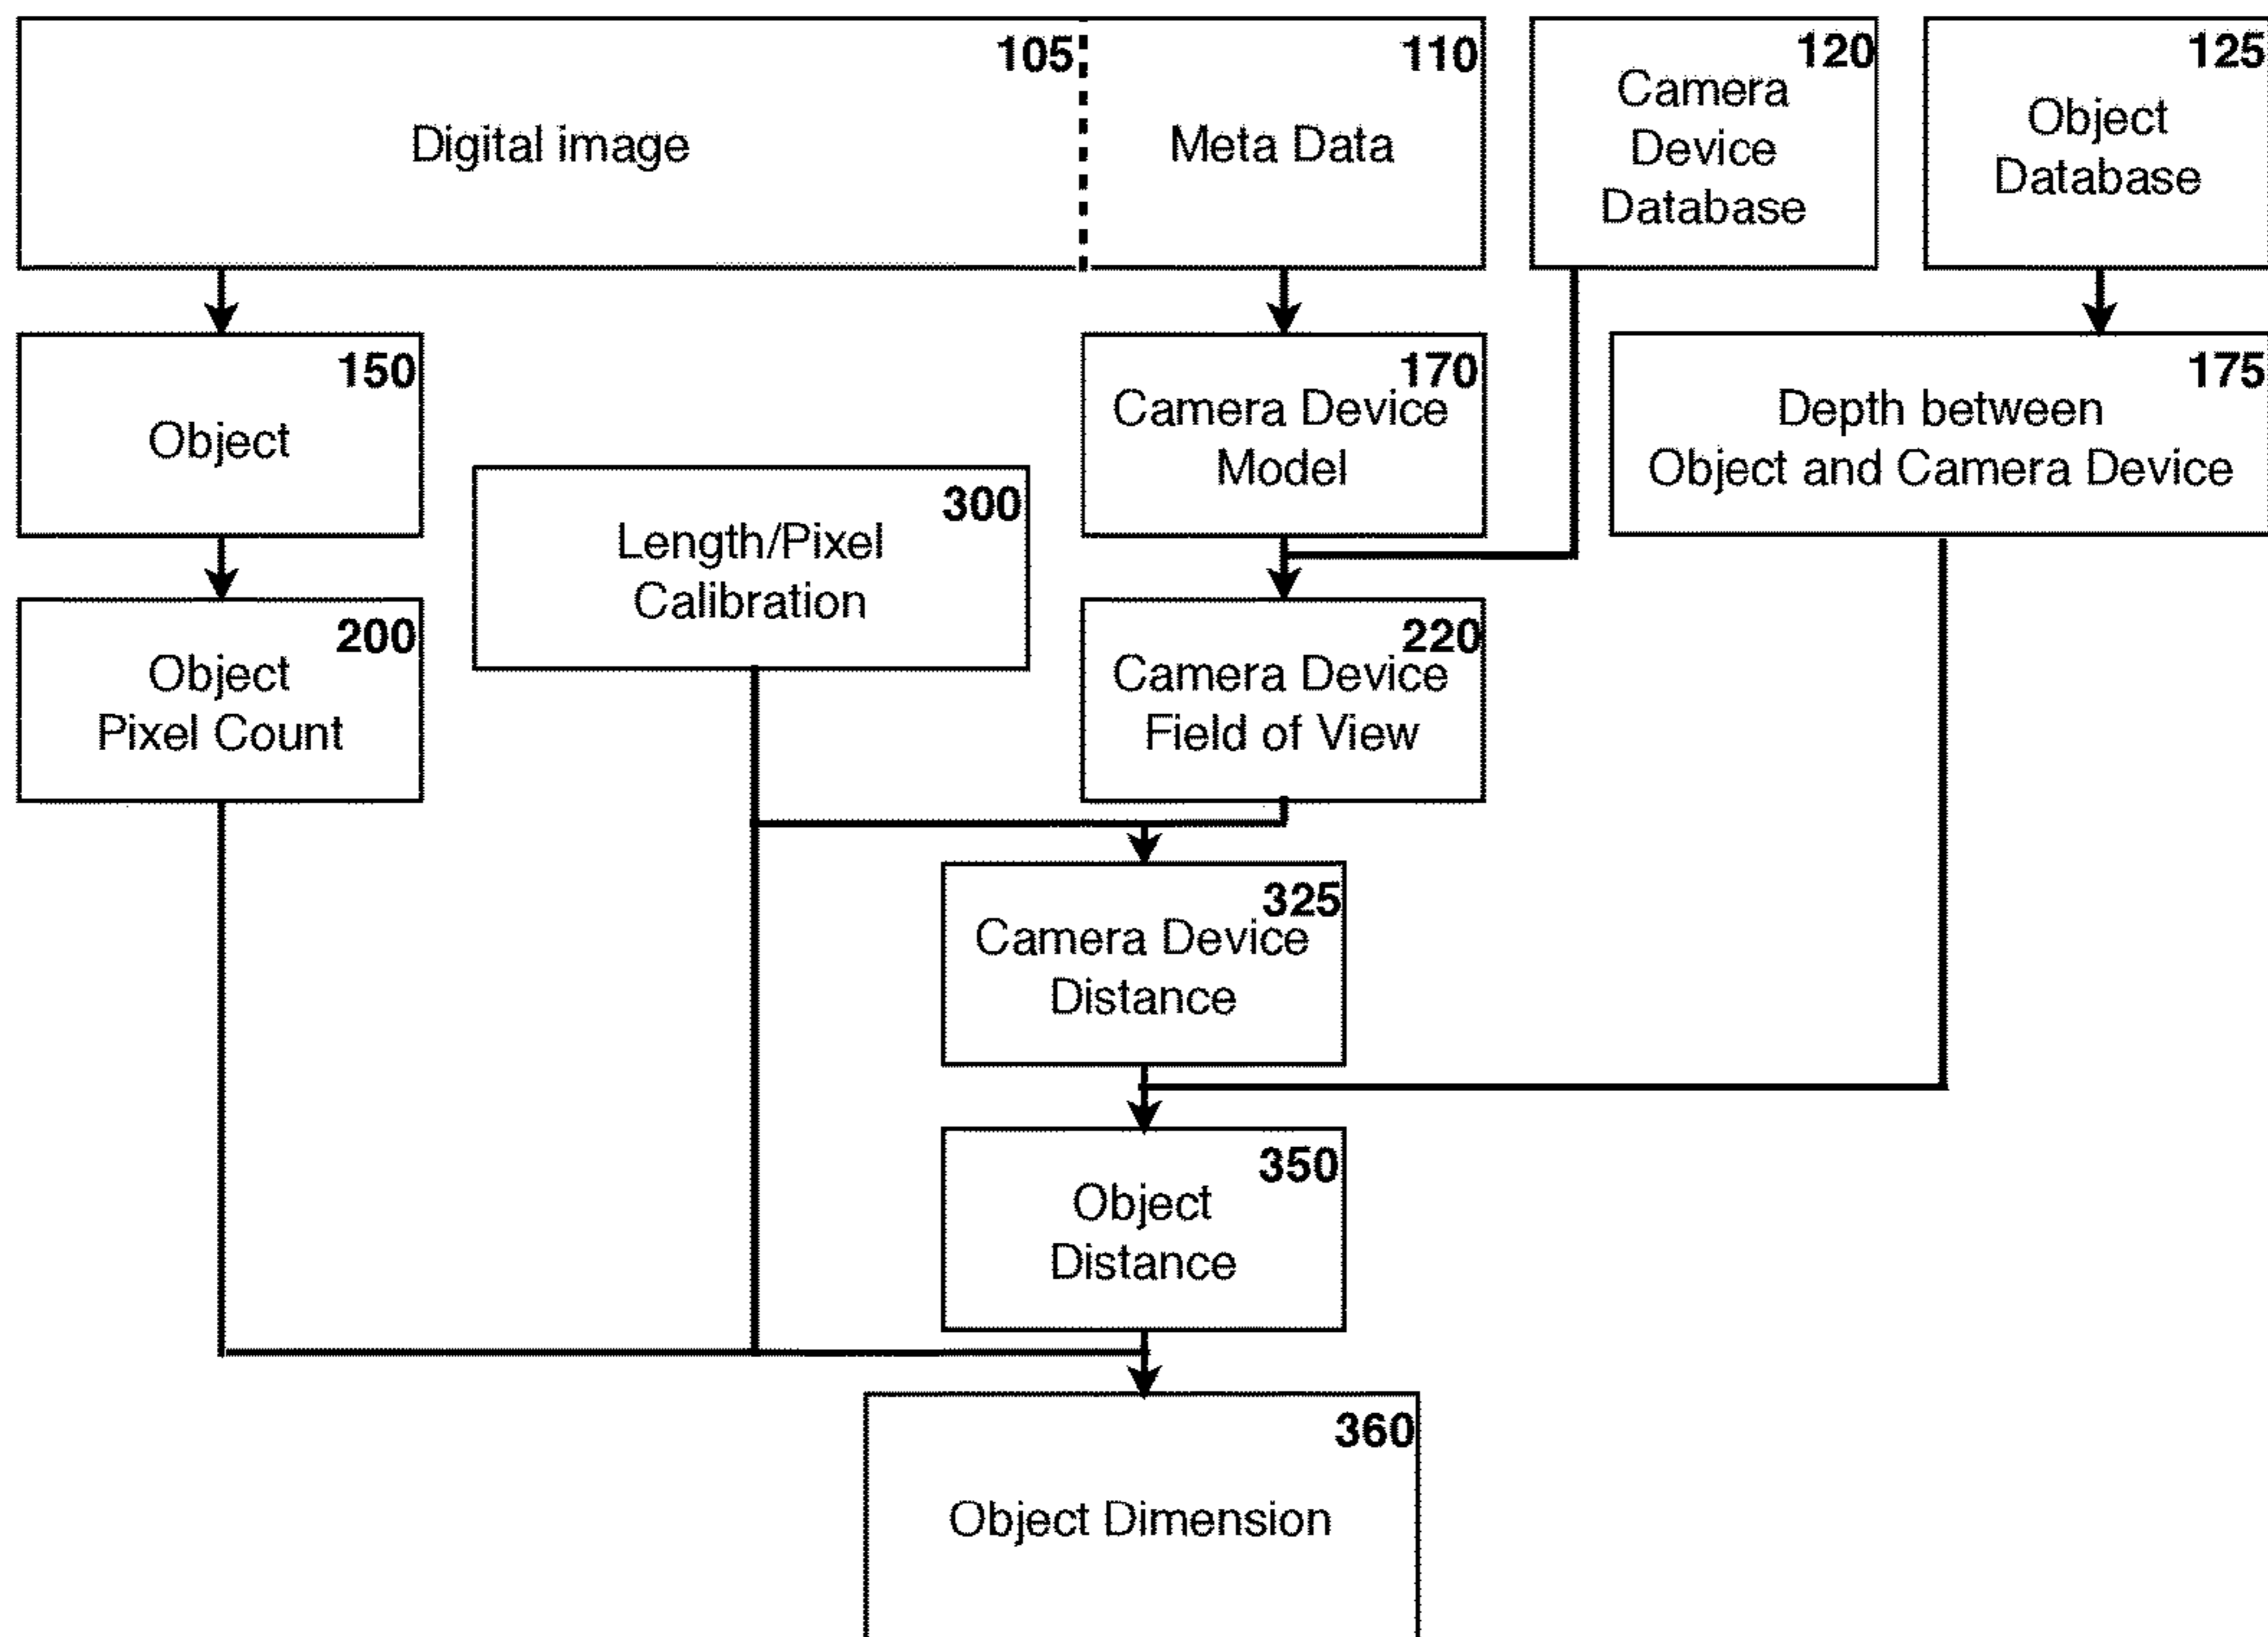 105
Digital image
110
Meta Data
120
Camera
Device
Database
125
Object
Database
150
Object
170
Camera Device
Model
175
Depth between
Object and Camera Device
300
Length/Pixel
Calibration
200
Object
Pixel Count
220
Camera Device
Field of View
325
Camera Device
Distance
350
Object
Distance
360
Object Dimension